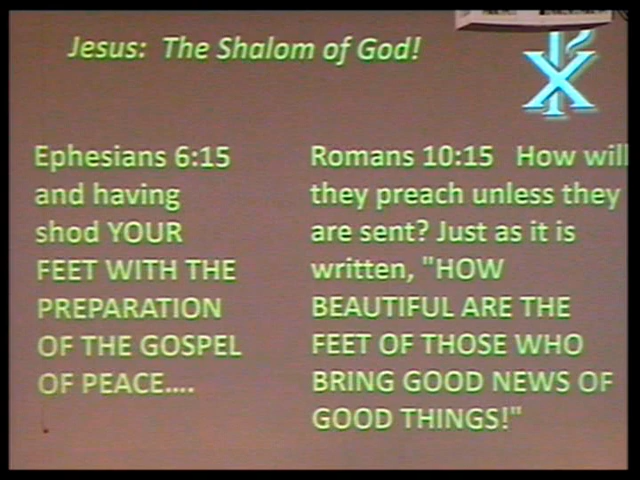 Jesus: The Shalom of God!
Ephesians 6:15
and having
shod YOUR
FEET WITH THE
PREPARATION
OF THE GOSPEL
OF PEACE....
Romans 10:15 How will
they preach unless they
are sent? Just as it is
written, "HOW
BEAUTIFUL ARE THE
FEET OF THOSE WHO
BRING GOOD NEWS OF
GOOD THINGS!"